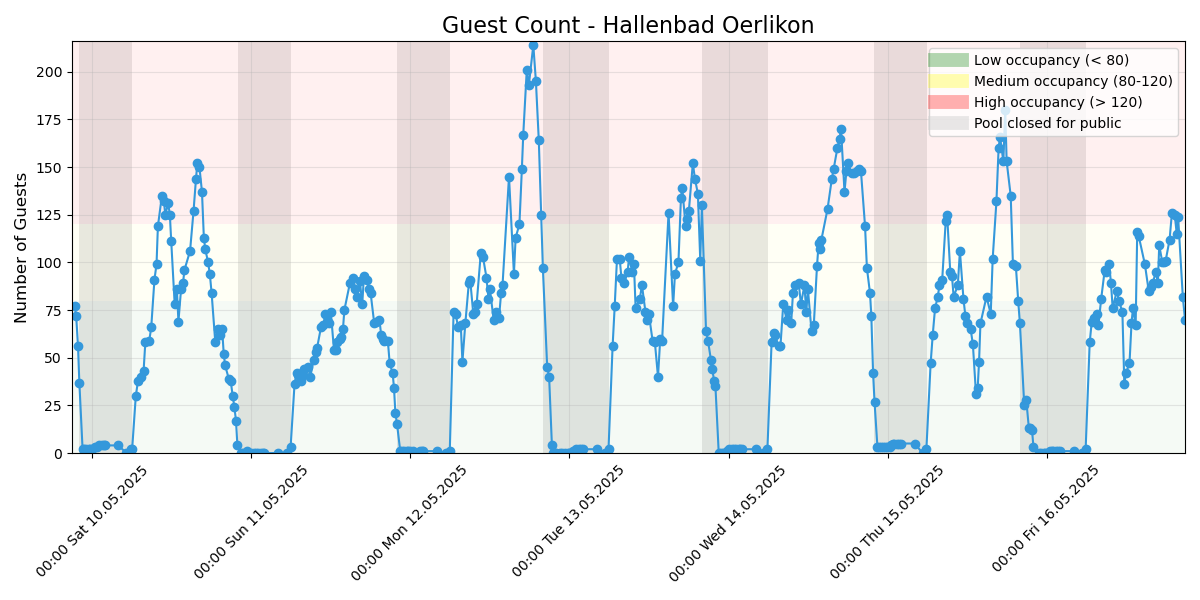 Guest Count - Hallenbad Oerlikon
Number of Guests
200
175
150
125
100
75
50
25
0
Low occupancy (< 80)
Medium occupancy (80-120)
High occupancy (> 120)
Pool closed for public
00:00 Sat 10.05.2025
00:00 Sun 11.05.2025
00:00 Mon 12.05.2025
00:00 Tue 13.05.2025
00:00 Wed 14.05.2025
00:00 Thu 15.05.2025
00:00 Fri 16.05.2025